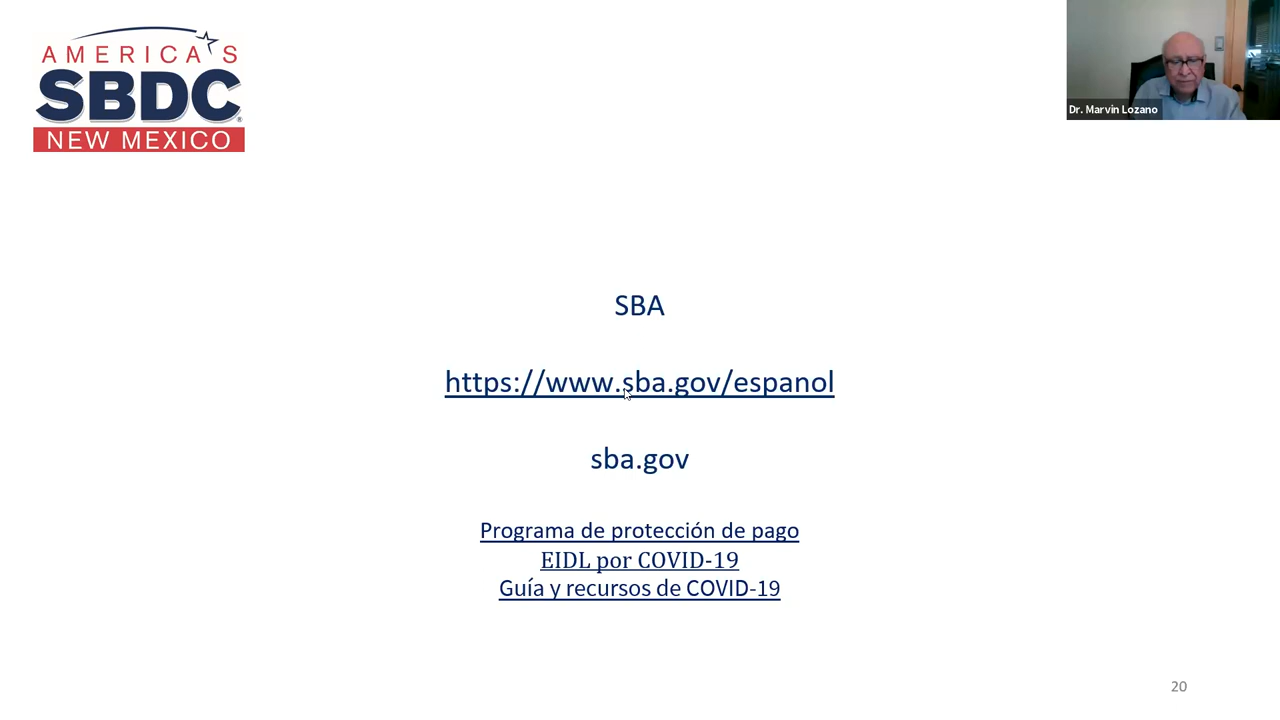 AMERICA'S
SBDC
NEW MEXICO
Dr. Marvin Lozano
SBA
https://www.sba.gov/espanol
sba.gov
Programa de protección de pago
EIDL por COVID-19
Guía y recursos de COVID-19
20